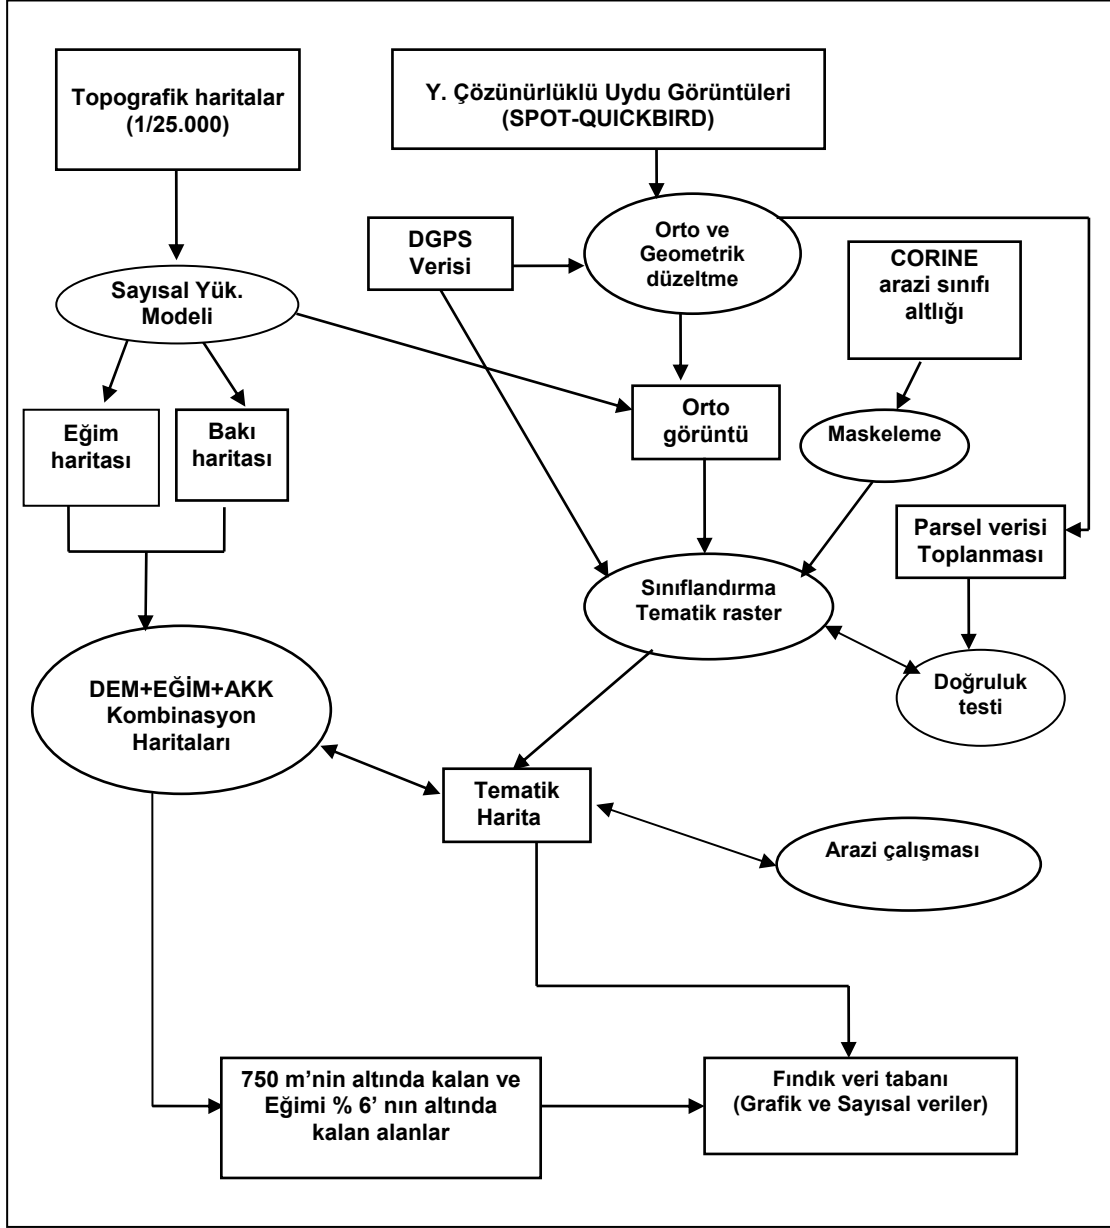 Topografik haritalar
(1/25.000)
Y. Çözünürlüklü Uydu Görüntüleri
(SPOT-QUICKBIRD)
DGPS
Verisi
Orto ve
Geometrik
düzeltme
CORINE
arazi sınıfı
altlığı
Sayısal Yük.
Modeli
Eğim
haritası
Bakı
haritası
Orto
görüntü
Maskeleme
Parsel verisi
Toplanması
Sınıflandırma
Tematik raster
Doğruluk
testi
DEM+EĞİM+AKK
Kombinasyon
Haritaları
Tematik
Harita
Arazi çalışması
750 m’nin altında kalan ve
Eğimi % 6’ nın altında
kalan alanlar
Fındık veri tabanı
(Grafik ve Sayısal veriler)